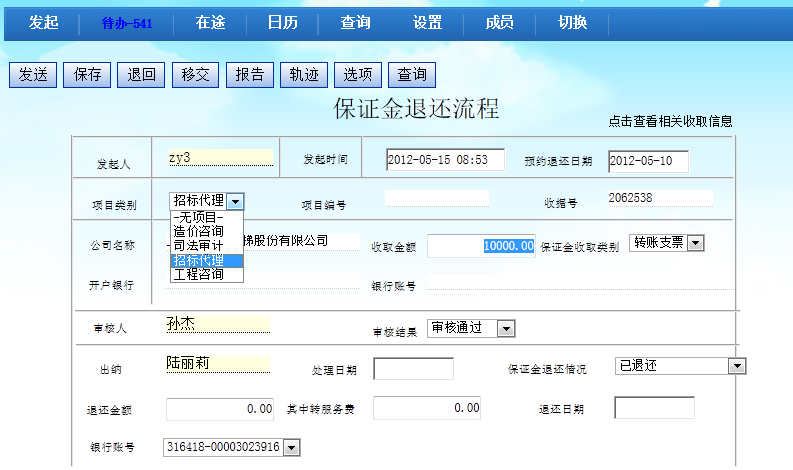 发起 待办-541 在途 日历 查询 设置 成员 切换
发送 保存 退回 移交 报告 轨迹 选项 查询
保证金退还流程
点击查看相关收取信息
发起人 zy3 发起时间 2012-05-15 08:53 预约退还日期 2012-05-10
项目类别 招标代理 项目编号 收据号 2062538
-无项目-
造价咨询
司法审计
招标代理
工程咨询
公司名称 梯股份有限公司 收取金额 10000.00 保证金收取类别 转账支票
开户银行 银行账号
审核人 孙杰 审核结果 审核通过
出纳 陆丽莉 处理日期 保证金退还情况 已退还
退还金额 0.00 其中转服务费 0.00 退还日期
银行账号 316418-00003023916